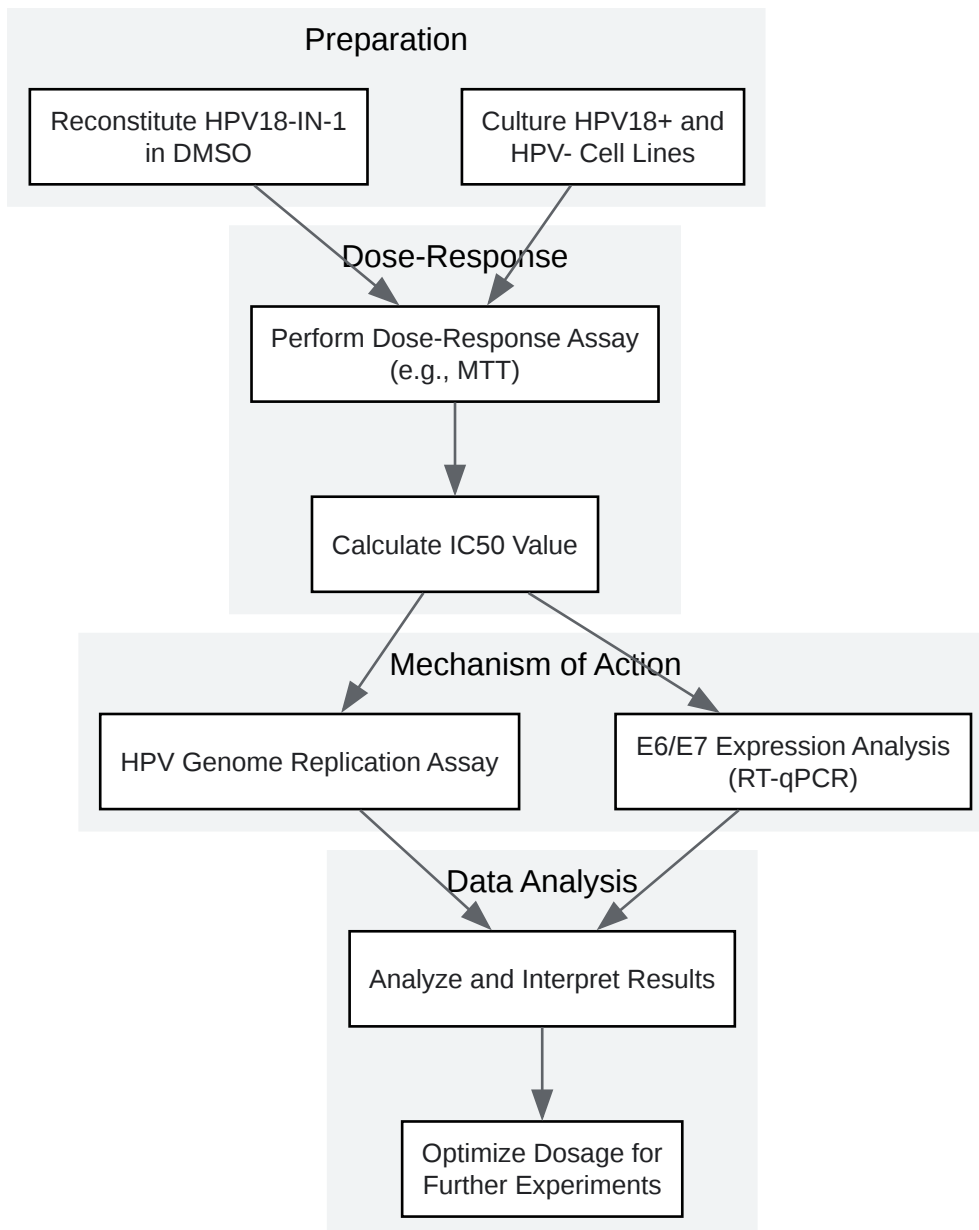 Preparation
Reconstitute HPV18-IN-1
in DMSO
Culture HPV18+ and
HPV- Cell Lines
Dose-Response
Perform Dose-Response Assay
(e.g., MTT)
Calculate IC50 Value
Mechanism of Action
HPV Genome Replication Assay
E6/E7 Expression Analysis
(RT-qPCR)
Data Analysis
Analyze and Interpret Results
Optimize Dosage for
Further Experiments